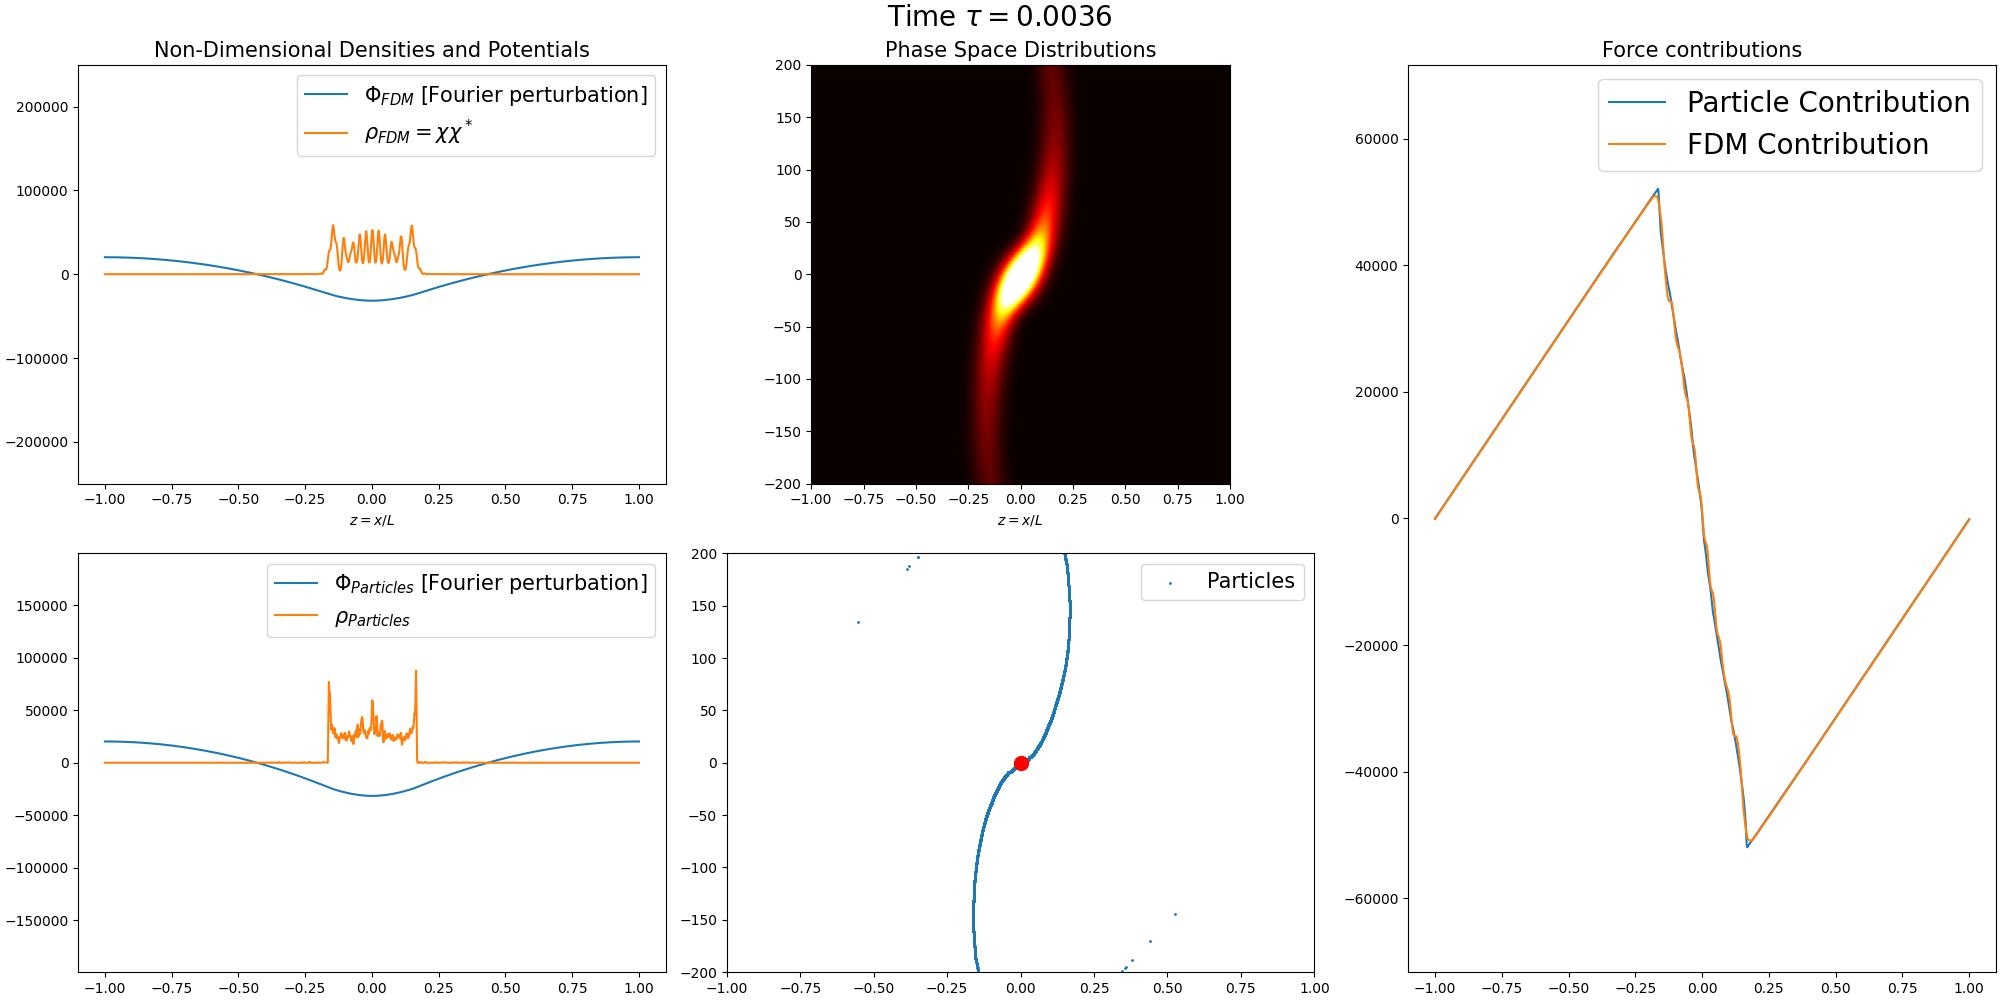 Time τ = 0.0036
Non-Dimensional Densities and Potentials
Φ_FDM [Fourier perturbation]
ρ_FDM = χχ*
200000
100000
0
−100000
−200000
−1.00 −0.75 −0.50 −0.25 0.00 0.25 0.50 0.75 1.00
z = x/L
Phase Space Distributions
200
150
100
50
0
−50
−100
−150
−200
−1.00 −0.75 −0.50 −0.25 0.00 0.25 0.50 0.75 1.00
z = x/L
Force contributions
Particle Contribution
FDM Contribution
60000
40000
20000
0
−20000
−40000
−60000
−1.00 −0.75 −0.50 −0.25 0.00 0.25 0.50 0.75 1.00
Φ_Particles [Fourier perturbation]
ρ_Particles
150000
100000
50000
0
−50000
−100000
−150000
−1.00 −0.75 −0.50 −0.25 0.00 0.25 0.50 0.75 1.00
Particles
200
150
100
50
0
−50
−100
−150
−200
−1.00 −0.75 −0.50 −0.25 0.00 0.25 0.50 0.75 1.00